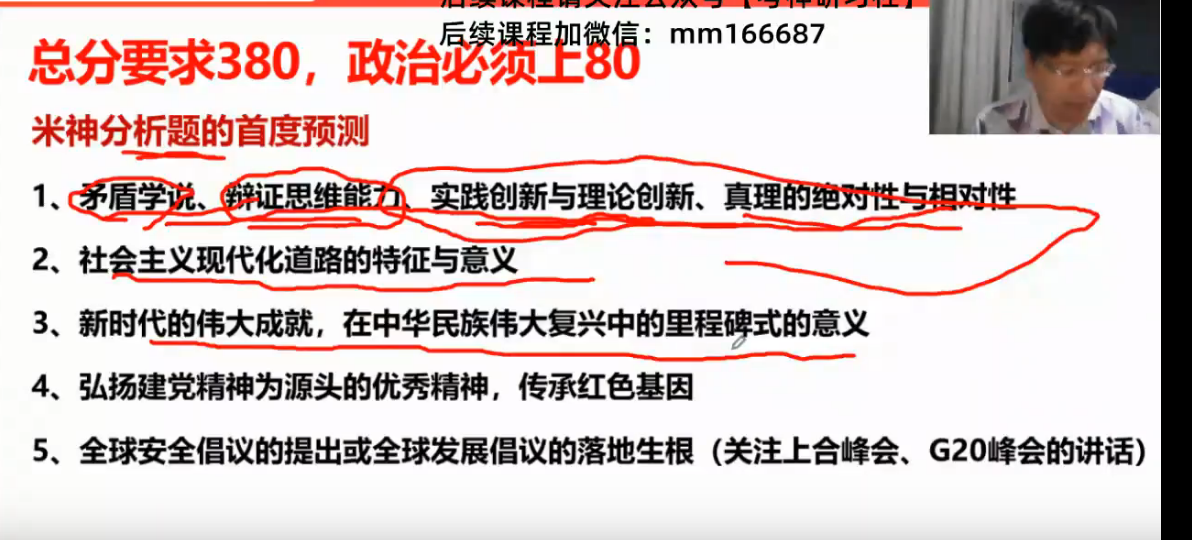 后续课程请关注公众号【考神研习社】
后续课程加微信：mm166687
总分要求380，政治必须上80
米神分析题的首度预测
1、矛盾学说、辩证思维能力、实践创新与理论创新、真理的绝对性与相对性
2、社会主义现代化道路的特征与意义
3、新时代的伟大成就，在中华民族伟大复兴中的里程碑式的意义
4、弘扬建党精神为源头的优秀精神，传承红色基因
5、全球安全倡议的提出或全球发展倡议的落地生根（关注上合峰会、G20峰会的讲话）